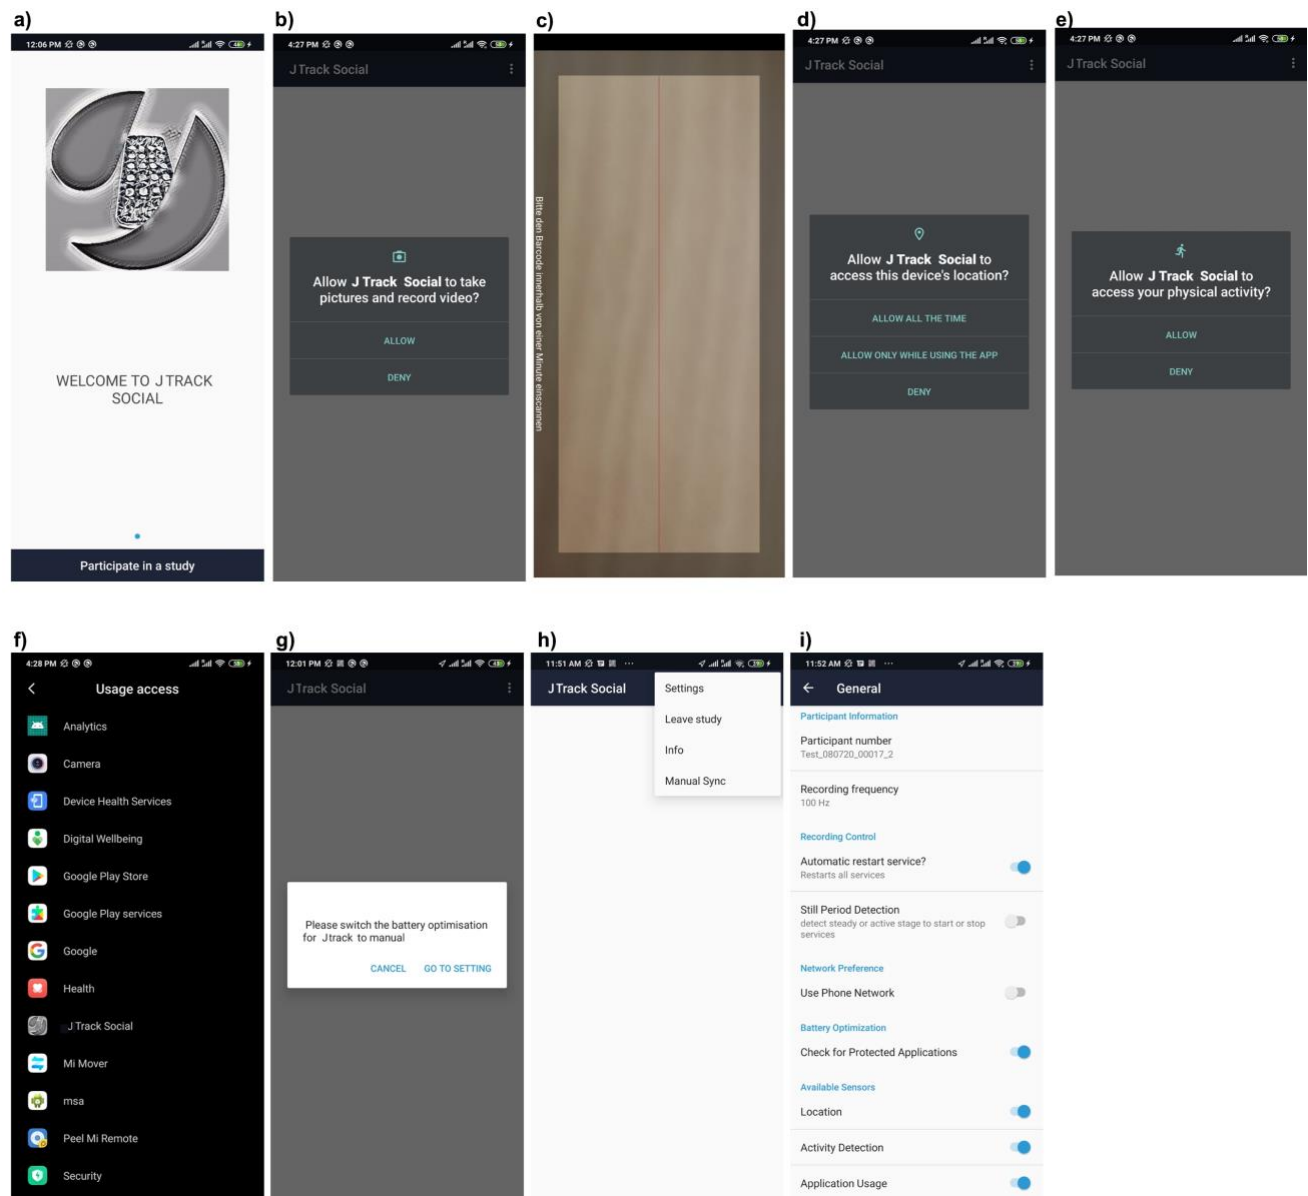 a)
12:06 PM
WELCOME TO J TRACK
SOCIAL
Participate in a study
b)
4:27 PM
J Track Social
Allow J Track Social to take
pictures and record video?
ALLOW
DENY
c)
Bitte den Barcode innerhalb von einer Minute einscannen
d)
4:27 PM
J Track Social
Allow J Track Social to
access this device's location?
ALLOW ALL THE TIME
ALLOW ONLY WHILE USING THE APP
DENY
e)
4:27 PM
J Track Social
Allow J Track Social to
access your physical activity?
ALLOW
DENY
f)
4:28 PM
Usage access
Analytics
Camera
Device Health Services
Digital Wellbeing
Google Play Store
Google Play services
Google
Health
J Track Social
Mi Mover
msa
Peel Mi Remote
Security
g)
12:01 PM
J Track Social
Please switch the battery optimisation
for Jtrack to manual
CANCEL GO TO SETTING
h)
11:51 AM
J Track Social
Settings
Leave study
Info
Manual Sync
i)
11:52 AM
General
Participant Information
Participant number
Test_080720_00017_2
Recording frequency
100 Hz
Recording Control
Automatic restart service?
Restarts all services
Still Period Detection
detect steady or active stage to start or stop
services
Network Preference
Use Phone Network
Battery Optimization
Check for Protected Applications
Available Sensors
Location
Activity Detection
Application Usage